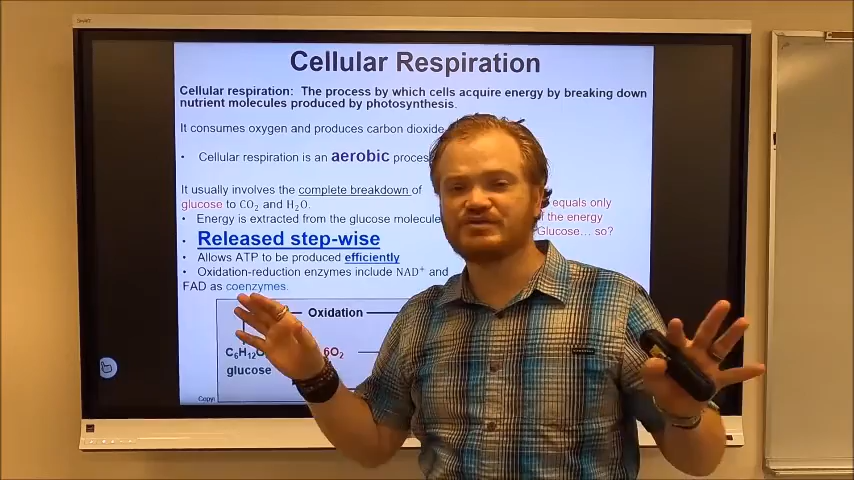 SMART
Cellular Respiration
Cellular respiration: The process by which cells acquire energy by breaking down
nutrient molecules produced by photosynthesis.
It consumes oxygen and produces carbon dioxide
• Cellular respiration is an aerobic process
It usually involves the complete breakdown of
glucose to CO₂ and H₂O.
• Energy is extracted from the glucose molecule
• Released step-wise
• Allows ATP to be produced efficiently
• Oxidation-reduction enzymes include NAD⁺ and
FAD as coenzymes.
equals only
of the energy
Glucose... so?
Oxidation
C₆H₁₂O 6O₂
glucose
Copy